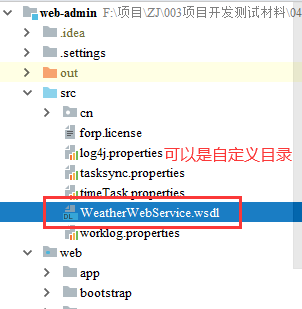 web-admin F:\项目\ZJ\003项目开发测试材料\04
.idea
.settings
out
src
cn
forp.license
log4j.properties 可以是自定义目录
tasksync.properties
timeTask.properties
WeatherWebService.wsdl
worklog.properties
web
app
bootstrap